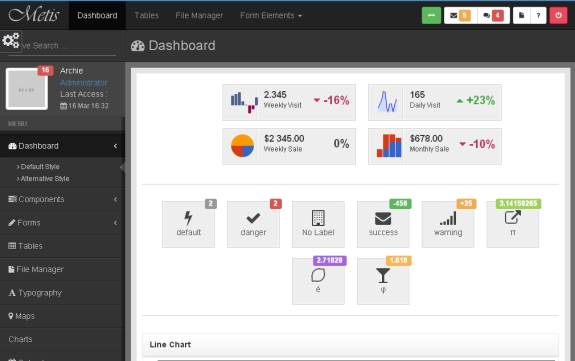 Metis
Dashboard
Tables
File Manager
Form Elements
5
4
?
ve Search ...
Dashboard
16
64 x 64
Archie
Administrator
Last Access :
16 Mar 16:32
MENU
Dashboard
Default Style
Alternative Style
Components
Forms
Tables
File Manager
Typography
Maps
Charts
2.345
Weekly Visit
-16%
165
Daily Visit
+23%
$2 345.00
Weekly Sale
0%
$678.00
Monthly Sale
-10%
2
default
2
danger
No Label
-456
success
+25
warning
3.14159265
π
2.71828
ê
1.618
φ
Line Chart